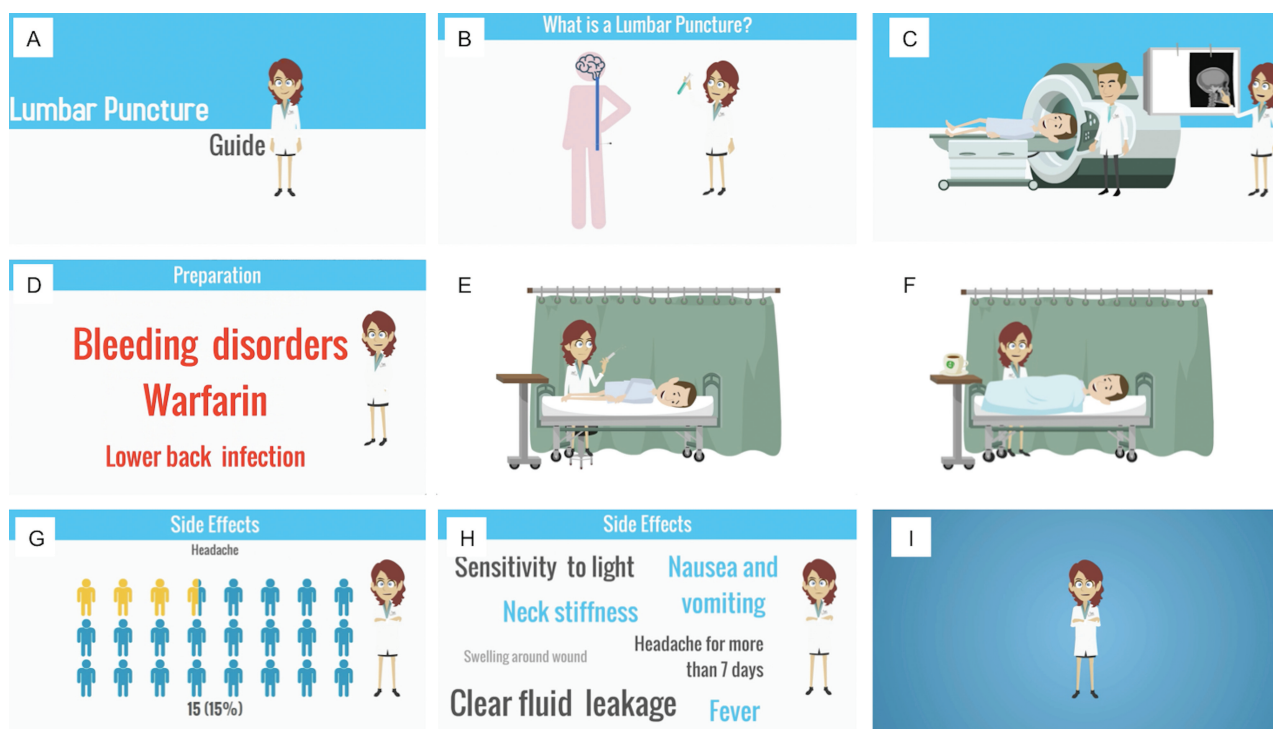 A
Lumbar Puncture
Guide
B
What is a Lumbar Puncture?
C
D
Preparation
Bleeding disorders
Warfarin
Lower back infection
E
F
G
Side Effects
Headache
15 (15%)
H
Side Effects
Sensitivity to light
Nausea and
vomiting
Neck stiffness
Swelling around wound
Headache for more
than 7 days
Clear fluid leakage
Fever
I